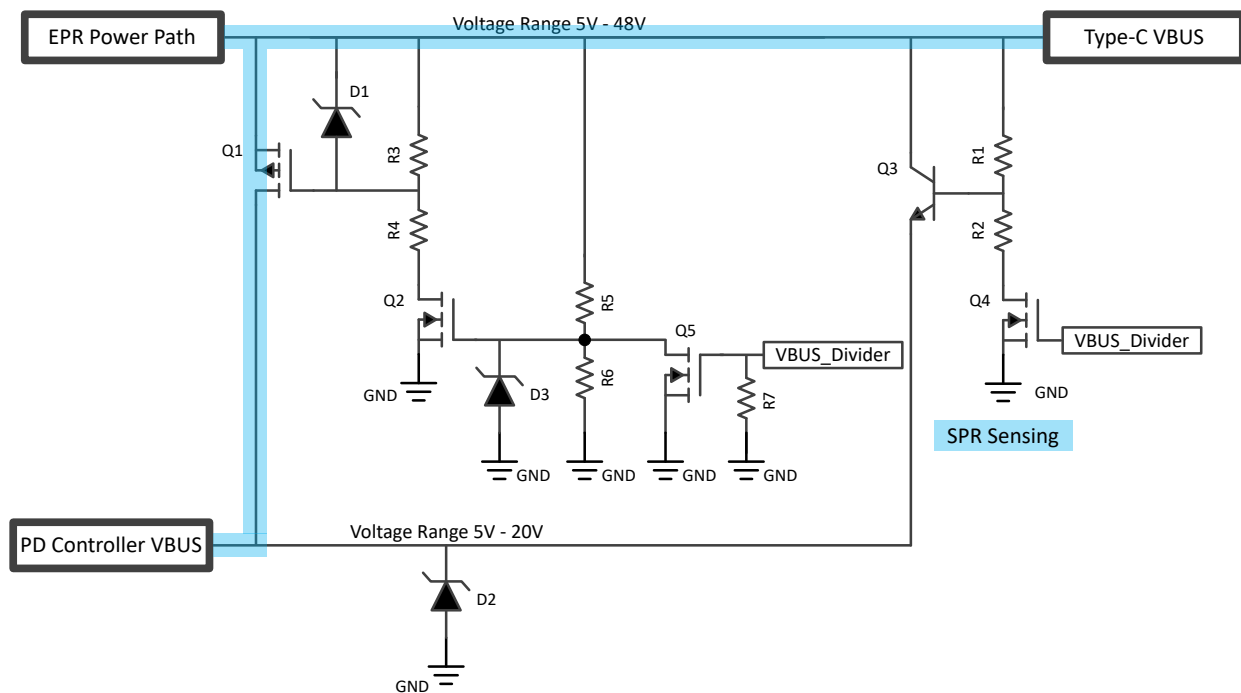 Voltage Range 5V - 48V
EPR Power Path
Type-C VBUS
D1
Q1
R3
Q3
R1
R4
R2
Q2
R5
Q4
Q5
VBUS_Divider
VBUS_Divider
R6
D3
R7
GND
GND
SPR Sensing
GND
GND
GND
GND
Voltage Range 5V - 20V
PD Controller VBUS
D2
GND